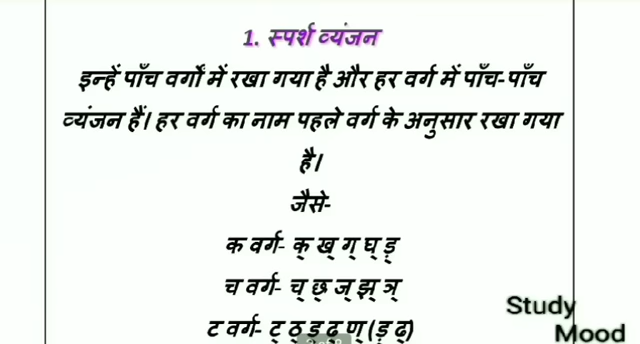 1. स्पर्श व्यंजन
इन्हें पाँच वर्गों में रखा गया है और हर वर्ग में पाँच-पाँच
व्यंजन हैं। हर वर्ग का नाम पहले वर्ग के अनुसार रखा गया
है।
जैसे-
क वर्ग- क् ख् ग् घ् ड़्
च वर्ग- च् छ् ज् झ् ञ्
ट वर्ग- ट् ठ् ड् ढ् ण् (ड़ ढ़)
Study
Mood